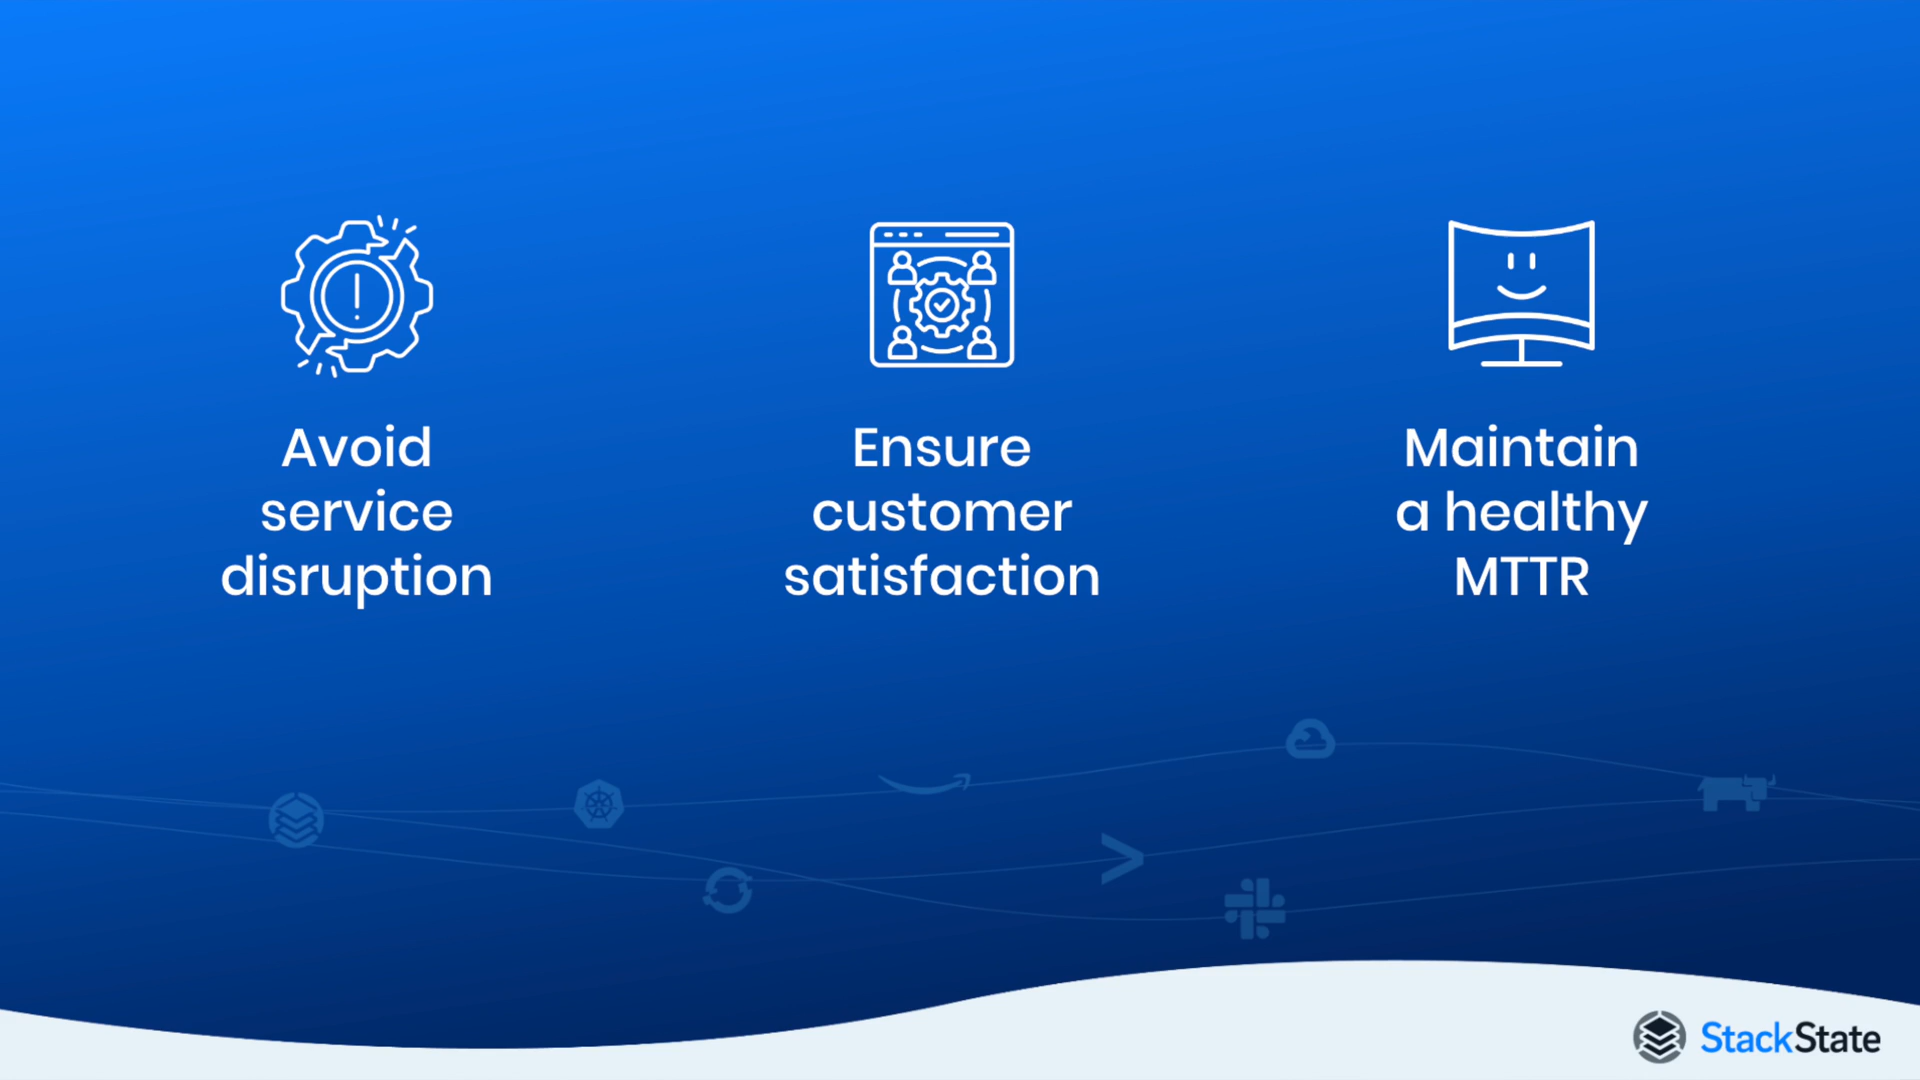 Avoid
service
disruption
Ensure
customer
satisfaction
Maintain
a healthy
MTTR
StackState